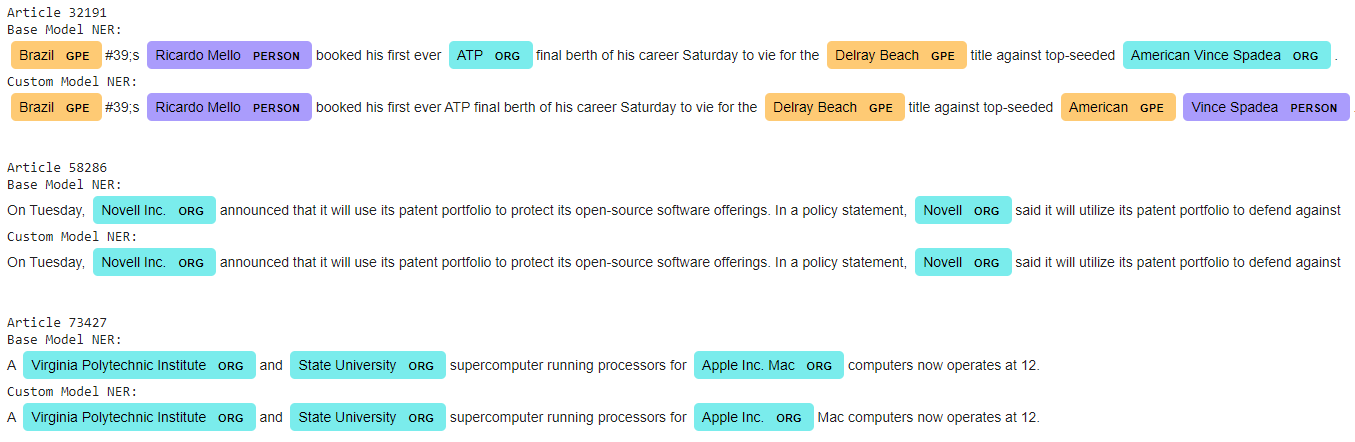 Article 32191
Base Model NER:
Brazil GPE #39;s Ricardo Mello PERSON booked his first ever ATP ORG final berth of his career Saturday to vie for the Delray Beach GPE title against top-seeded American Vince Spadea ORG .
Custom Model NER:
Brazil GPE #39;s Ricardo Mello PERSON booked his first ever ATP final berth of his career Saturday to vie for the Delray Beach GPE title against top-seeded American GPE Vince Spadea PERSON .
Article 58286
Base Model NER:
On Tuesday, Novell Inc. ORG announced that it will use its patent portfolio to protect its open-source software offerings. In a policy statement, Novell ORG said it will utilize its patent portfolio to defend against
Custom Model NER:
On Tuesday, Novell Inc. ORG announced that it will use its patent portfolio to protect its open-source software offerings. In a policy statement, Novell ORG said it will utilize its patent portfolio to defend against
Article 73427
Base Model NER:
A Virginia Polytechnic Institute ORG and State University ORG supercomputer running processors for Apple Inc. Mac ORG computers now operates at 12.
Custom Model NER:
A Virginia Polytechnic Institute ORG and State University ORG supercomputer running processors for Apple Inc. ORG Mac computers now operates at 12.